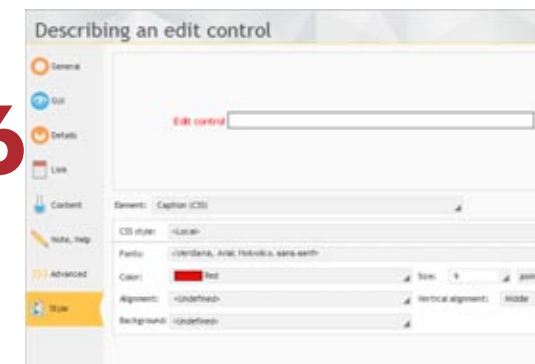 Describing an edit control
General
GUI
Edit control
Details
Link
Content
Element: Caption (CSS)
CSS style: <Local>
Note, Help
Fonts: <Verdana, Arial, Helvetica, sans-serif>
Advanced
Color: Red Size: 9
Style
Alignment: <Undefined> Vertical alignment: Middle
Background: <Undefined>